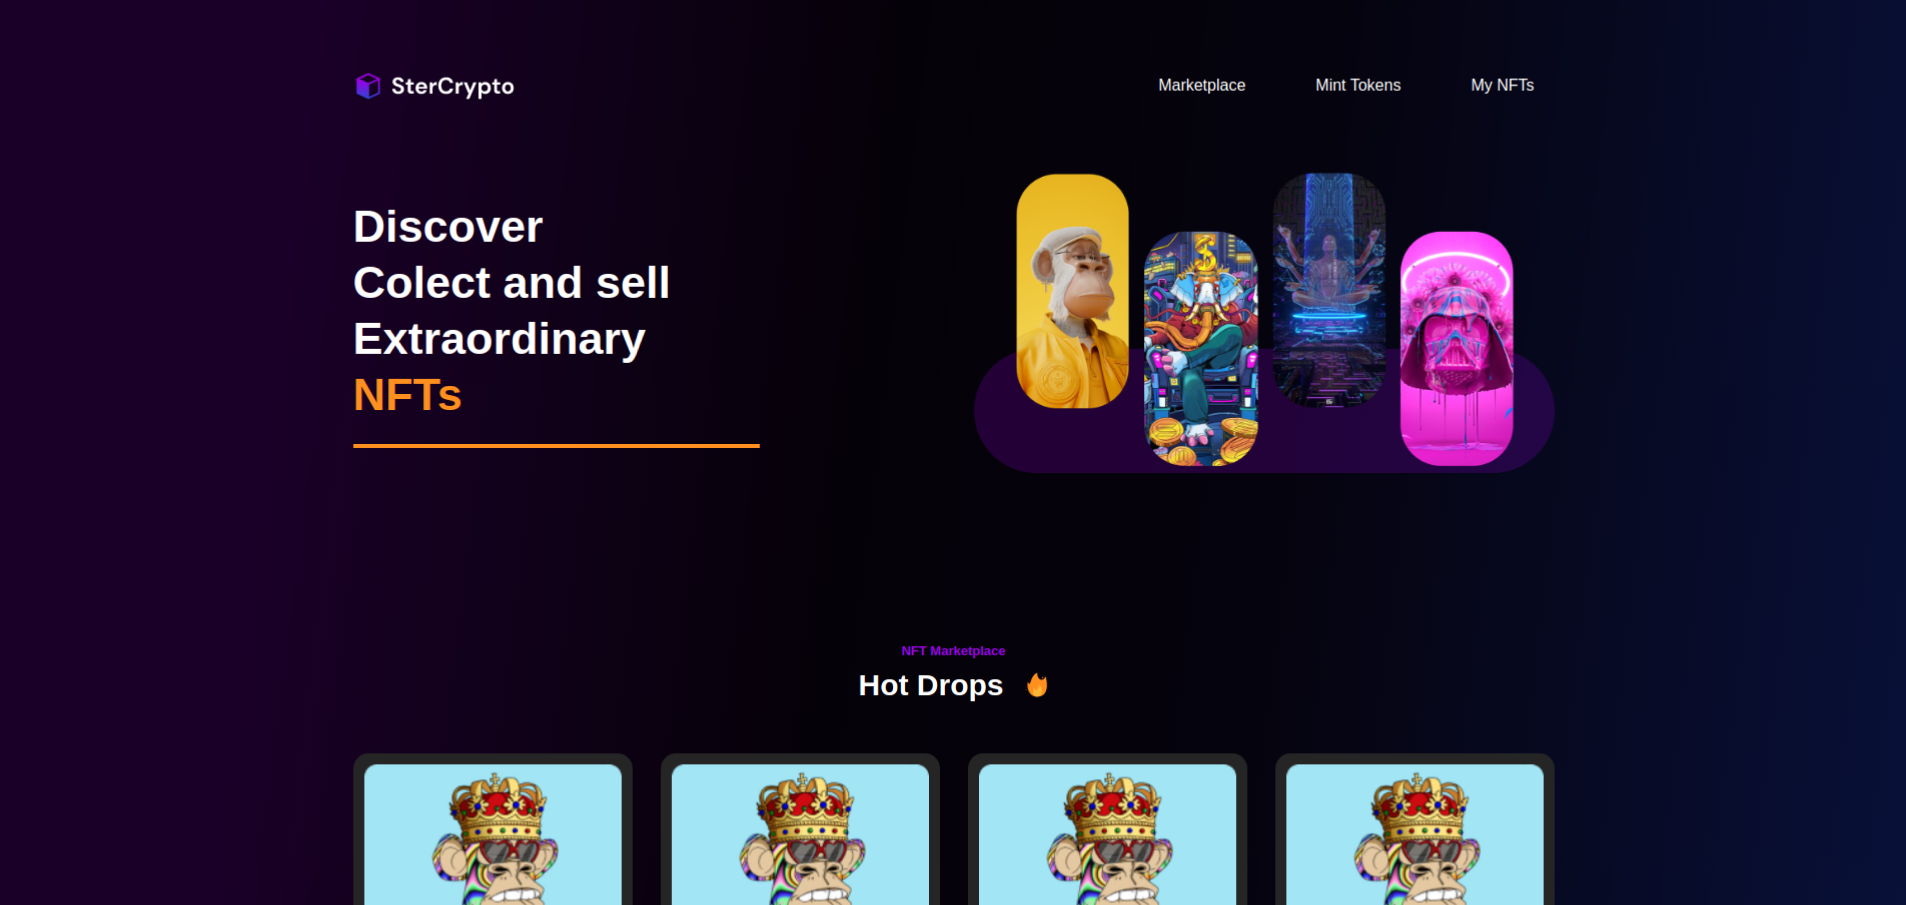 SterCrypto
Marketplace
Mint Tokens
My NFTs
Discover
Colect and sell
Extraordinary
NFTs
NFT Marketplace
Hot Drops